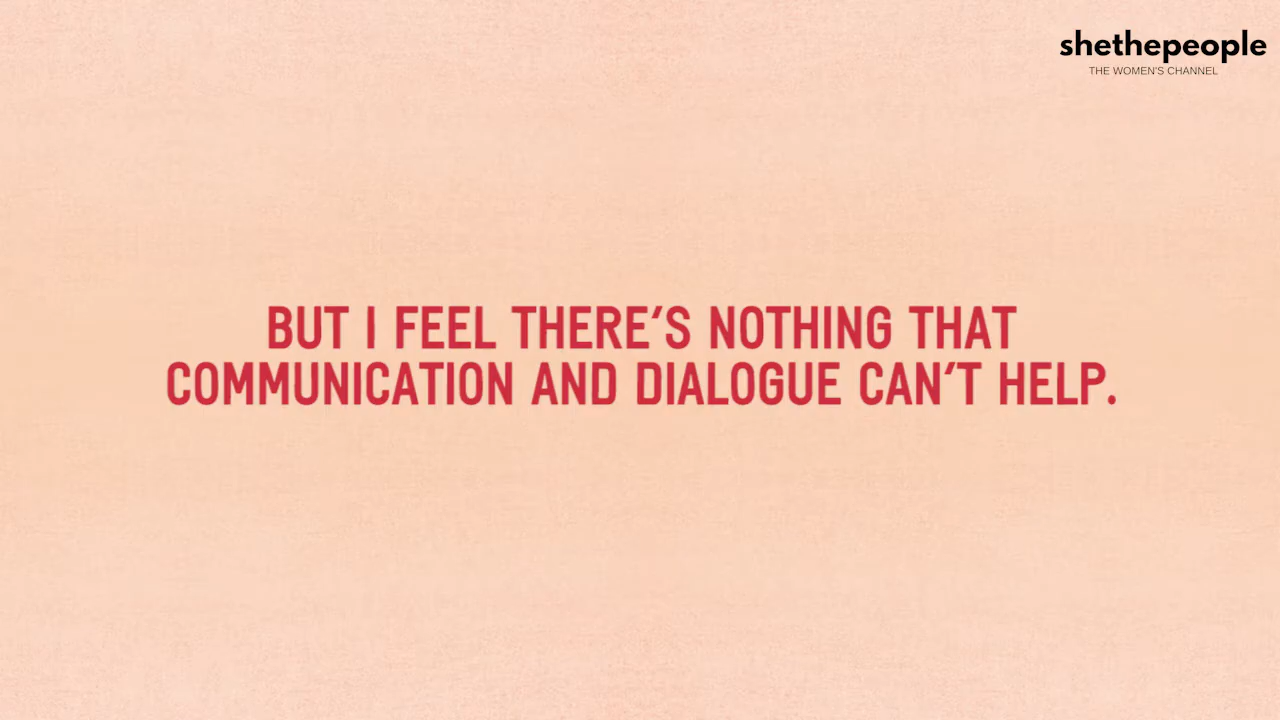 shethepeople
THE WOMEN'S CHANNEL
BUT I FEEL THERE'S NOTHING THAT
COMMUNICATION AND DIALOGUE CAN'T HELP.